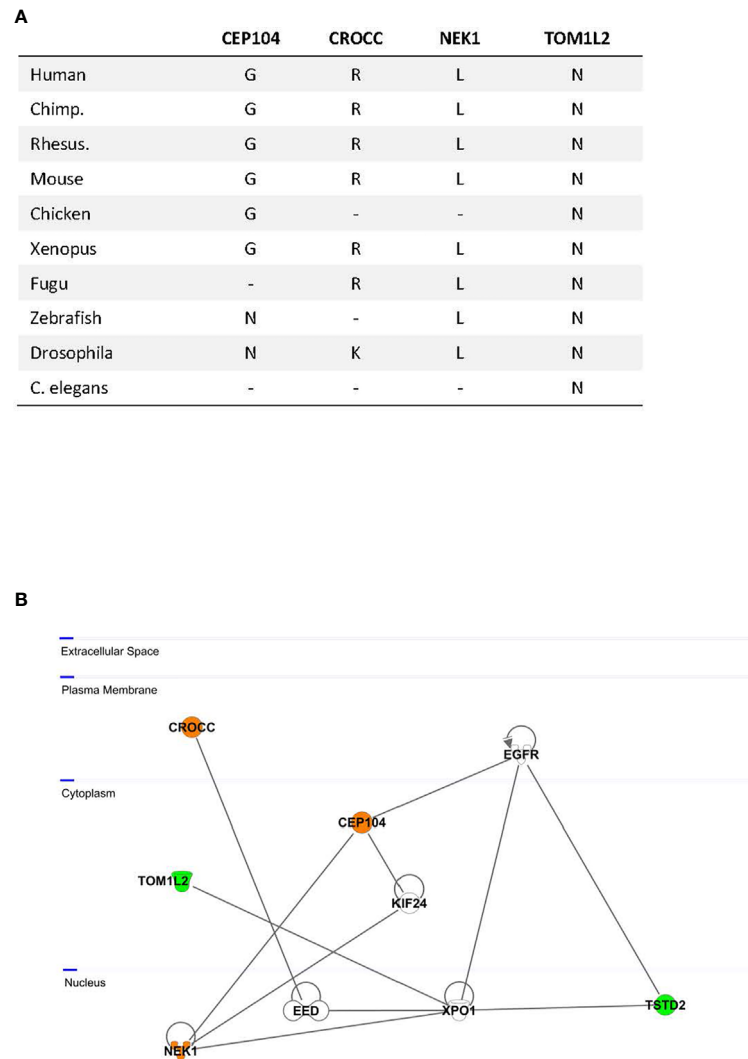 A
CEP104 CROCC NEK1 TOM1L2
Human G R L N
Chimp. G R L N
Rhesus. G R L N
Mouse G R L N
Chicken G - - N
Xenopus G R L N
Fugu - R L N
Zebrafish N - L N
Drosophila N K L N
C. elegans - - - N
B
Extracellular Space
Plasma Membrane
CROCC
EGFR
Cytoplasm
CEP104
TOM1L2
KIF24
Nucleus
EED
XPO1
TSTD2
NEK1